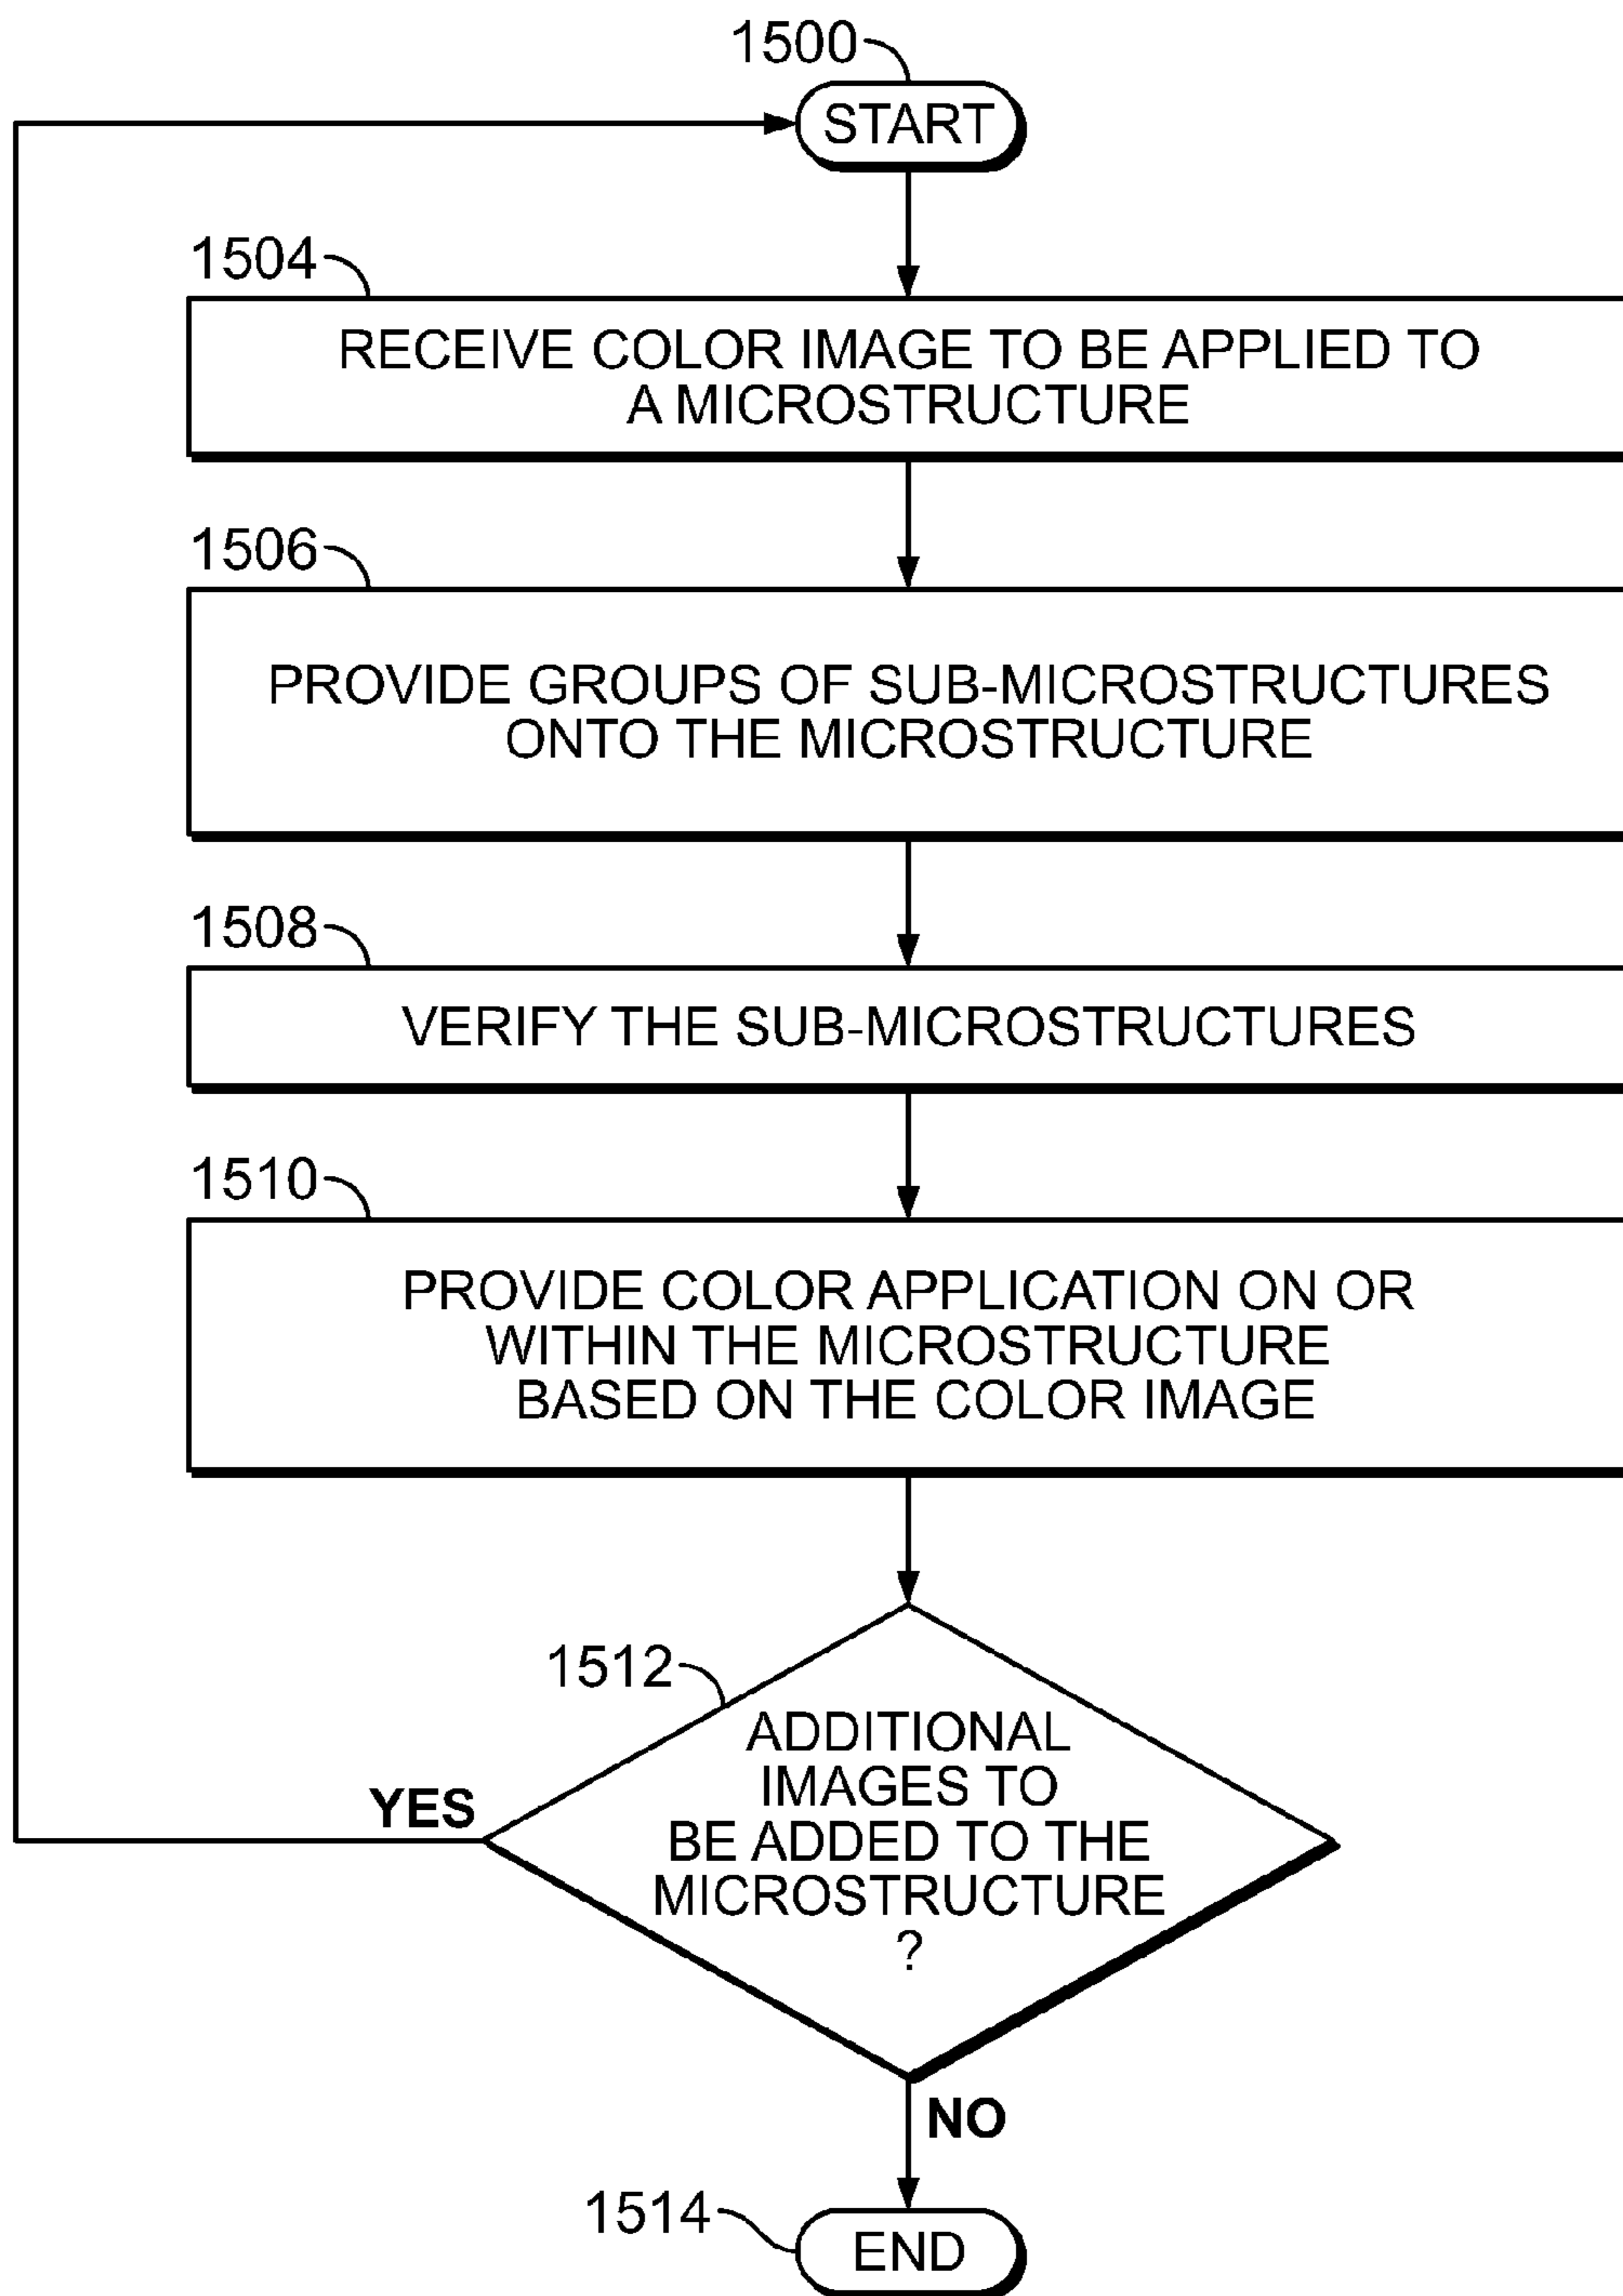 1500
START
1504
RECEIVE COLOR IMAGE TO BE APPLIED TO
A MICROSTRUCTURE
1506
PROVIDE GROUPS OF SUB-MICROSTRUCTURES
ONTO THE MICROSTRUCTURE
1508
VERIFY THE SUB-MICROSTRUCTURES
1510
PROVIDE COLOR APPLICATION ON OR
WITHIN THE MICROSTRUCTURE
BASED ON THE COLOR IMAGE
1512
ADDITIONAL
IMAGES TO
BE ADDED TO THE
MICROSTRUCTURE
?
YES
NO
1514
END